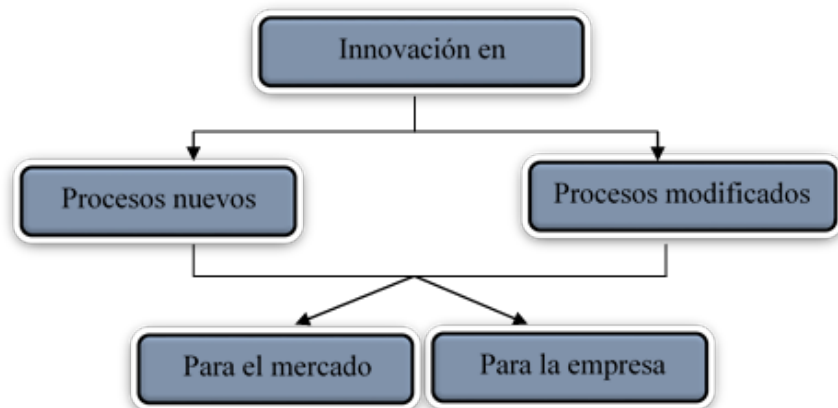 Innovación en
Procesos nuevos
Procesos modificados
Para el mercado
Para la empresa